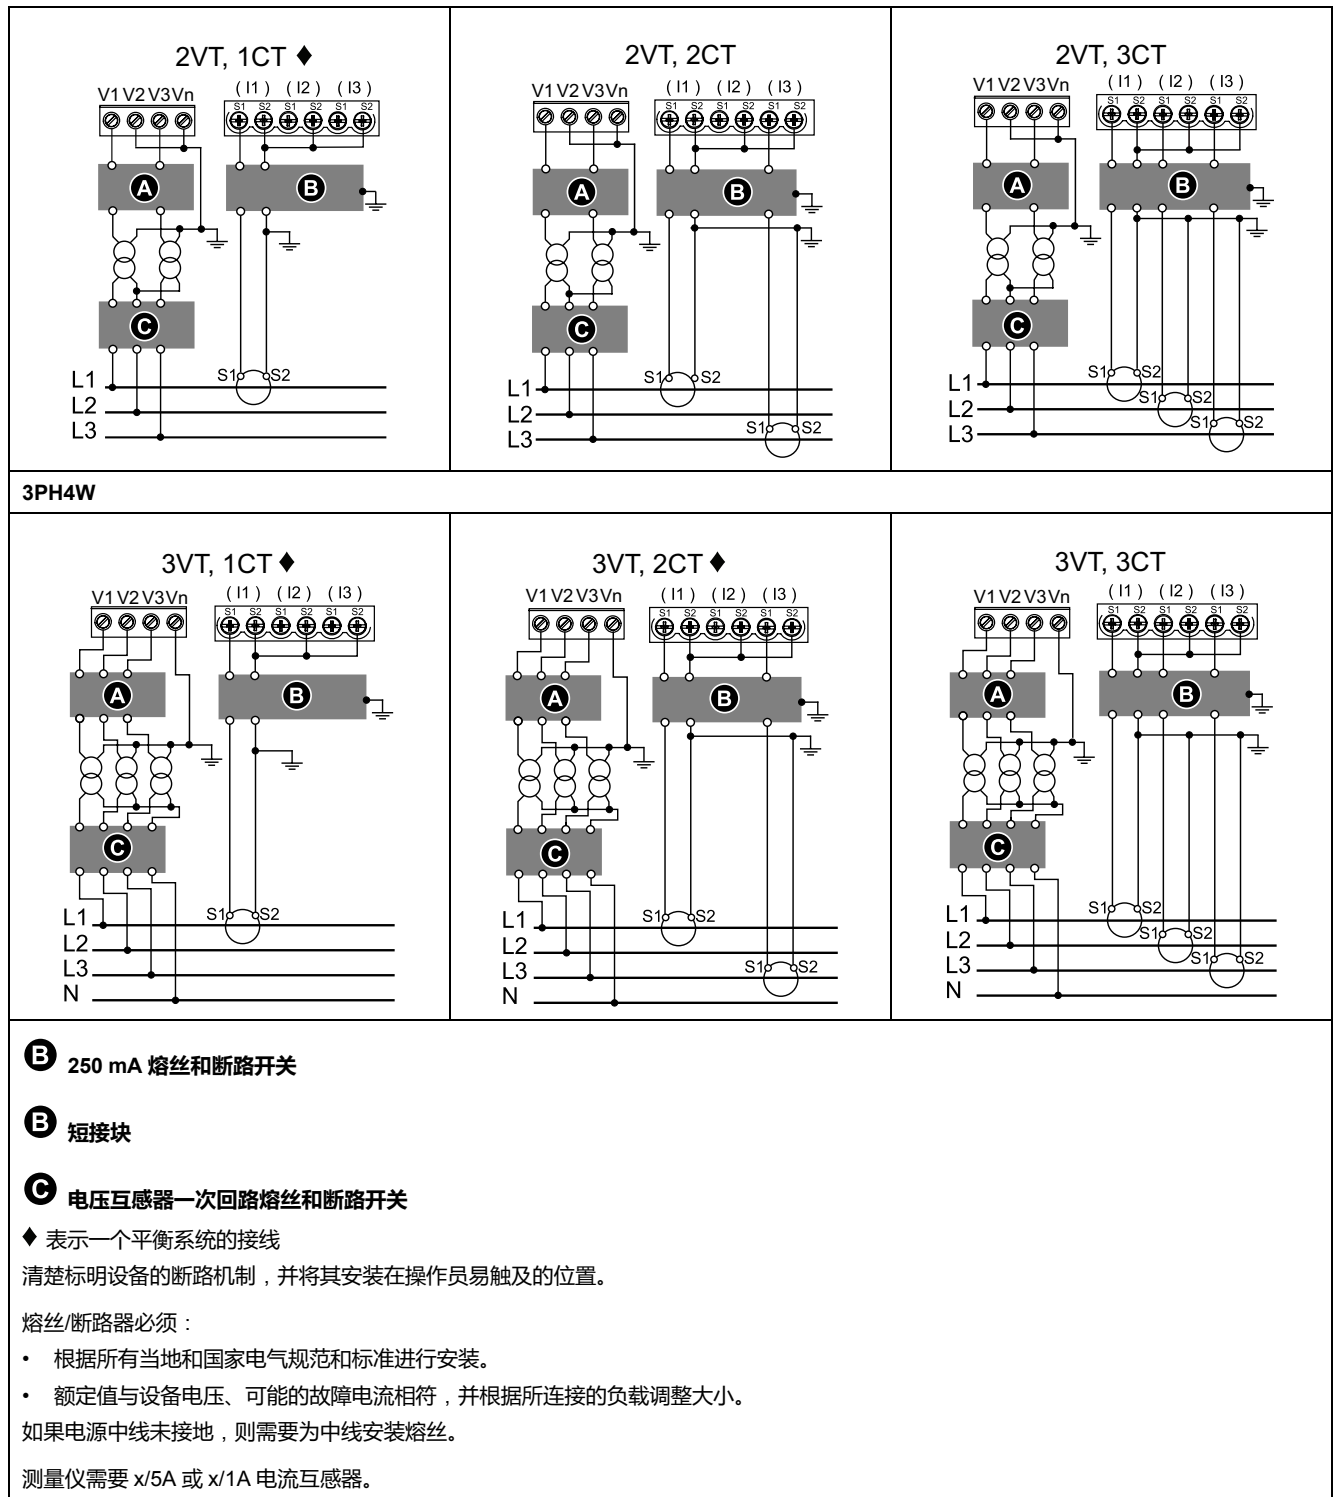 2VT, 1CT ♦
V1 V2 V3 Vn
( I1 ) ( I2 ) ( I3 )
S1 S2 S1 S2 S1 S2
A
B
C
S1 S2
L1
L2
L3
2VT, 2CT
V1 V2 V3 Vn
( I1 ) ( I2 ) ( I3 )
S1 S2 S1 S2 S1 S2
A
B
C
S1 S2
L1
L2
S1 S2
L3
2VT, 3CT
V1 V2 V3 Vn
( I1 ) ( I2 ) ( I3 )
S1 S2 S1 S2 S1 S2
A
B
C
S1 S2
L1
S1 S2
L2
S1 S2
L3
3PH4W
3VT, 1CT ♦
V1 V2 V3 Vn
( I1 ) ( I2 ) ( I3 )
S1 S2 S1 S2 S1 S2
A
B
C
L1
S1 S2
L2
L3
N
3VT, 2CT ♦
V1 V2 V3 Vn
( I1 ) ( I2 ) ( I3 )
S1 S2 S1 S2 S1 S2
A
B
C
L1
S1 S2
L2
L3
S1 S2
N
3VT, 3CT
V1 V2 V3 Vn
( I1 ) ( I2 ) ( I3 )
S1 S2 S1 S2 S1 S2
A
B
C
L1
S1 S2
L2
S1 S2
L3
S1 S2
N
B 250 mA 熔丝和断路开关
B 短接块
C 电压互感器一次回路熔丝和断路开关
♦ 表示一个平衡系统的接线
清楚标明设备的断路机制，并将其安装在操作员易触及的位置。
熔丝/断路器必须：
• 根据所有当地和国家电气规范和标准进行安装。
• 额定值与设备电压、可能的故障电流相符，并根据所连接的负载调整大小。
如果电源中线未接地，则需要为中线安装熔丝。
测量仪需要 x/5A 或 x/1A 电流互感器。